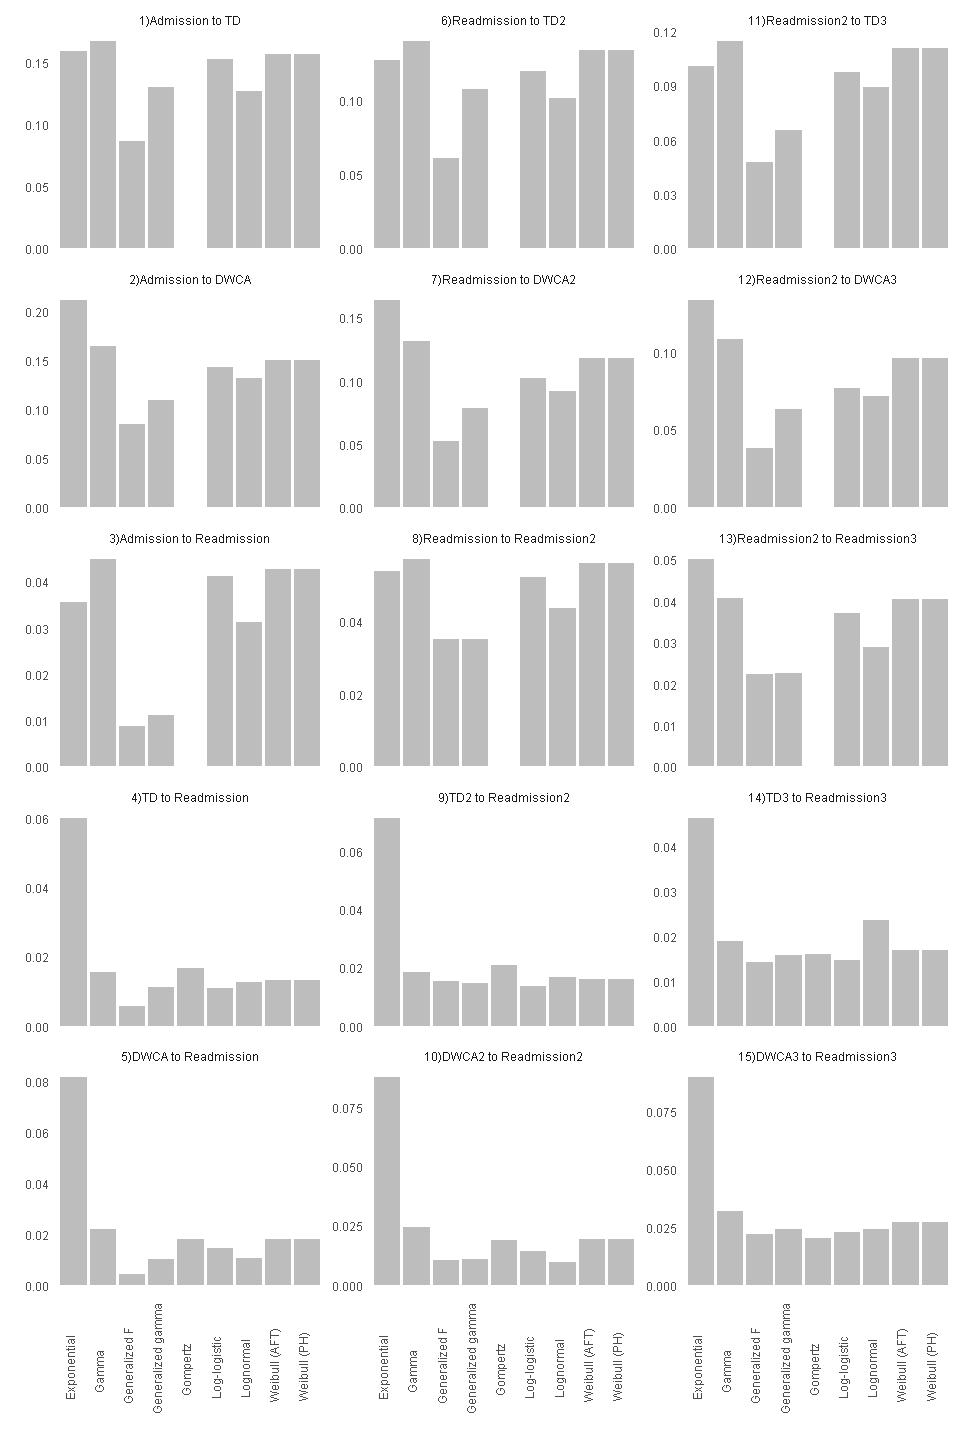 1)Admission to TD
6)Readmission to TD2
11)Readmission2 to TD3
0.15
0.10
0.05
0.00
0.10
0.05
0.00
0.12
0.09
0.06
0.03
0.00
2)Admission to DWCA
7)Readmission to DWCA2
12)Readmission2 to DWCA3
0.20
0.15
0.10
0.05
0.00
0.15
0.10
0.05
0.00
0.10
0.05
0.00
3)Admission to Readmission
8)Readmission to Readmission2
13)Readmission2 to Readmission3
0.04
0.03
0.02
0.01
0.00
0.04
0.02
0.00
0.05
0.04
0.03
0.02
0.01
0.00
4)TD to Readmission
9)TD2 to Readmission2
14)TD3 to Readmission3
0.06
0.04
0.02
0.00
0.06
0.04
0.02
0.00
0.04
0.03
0.02
0.01
0.00
5)DWCA to Readmission
10)DWCA2 to Readmission2
15)DWCA3 to Readmission3
0.08
0.06
0.04
0.02
0.00
0.075
0.050
0.025
0.000
0.075
0.050
0.025
0.000
Exponential
Gamma
Generalized F
Generalized gamma
Gompertz
Log-logistic
Lognormal
Weibull (AFT)
Weibull (PH)
Exponential
Gamma
Generalized F
Generalized gamma
Gompertz
Log-logistic
Lognormal
Weibull (AFT)
Weibull (PH)
Exponential
Gamma
Generalized F
Generalized gamma
Gompertz
Log-logistic
Lognormal
Weibull (AFT)
Weibull (PH)